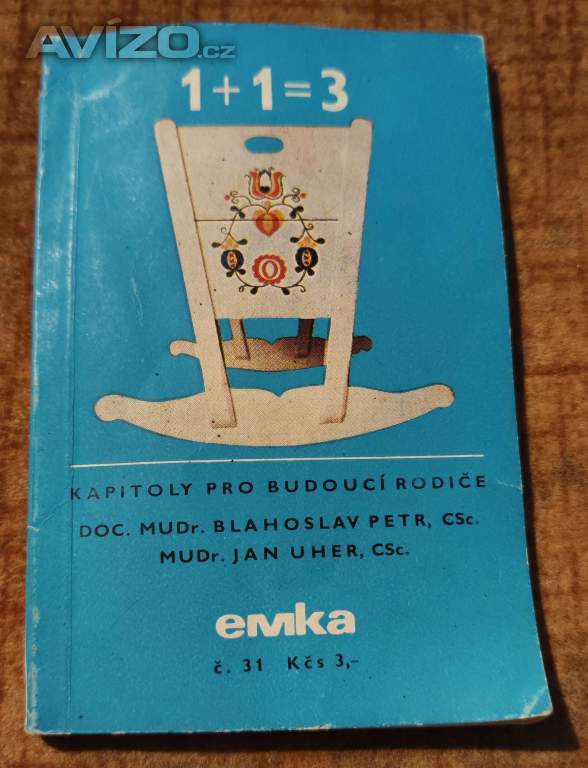 AVÍZO.cz
1+1=3
KAPITOLY PRO BUDOUCÍ RODIČE
DOC. MUDr. BLAHOSLAV PETR, CSc.
MUDr. JAN UHER, CSc.
emka
č. 31 Kčs 3,-